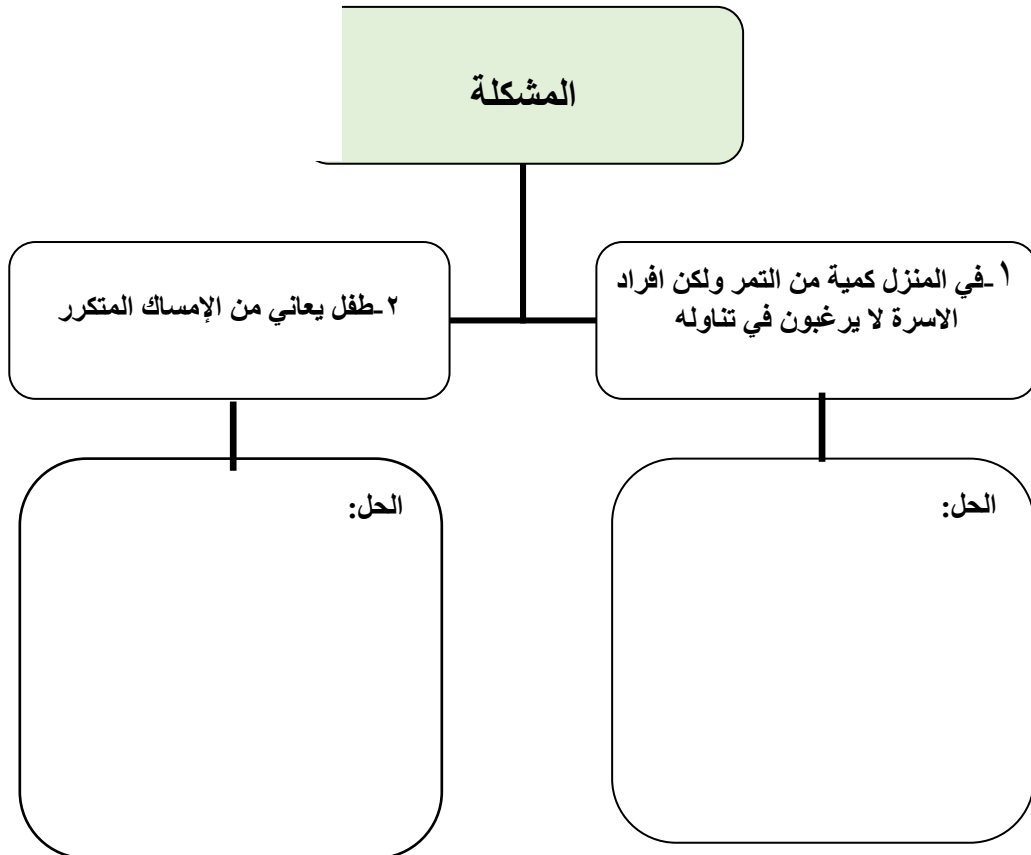 المشكلة
١-في المنزل كمية من التمر ولكن افراد
الاسرة لا يرغبون في تناوله
٢-طفل يعاني من الإمساك المتكرر
الحل:
الحل: